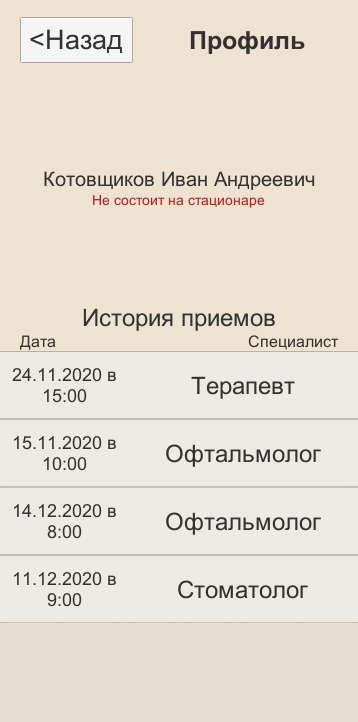 <Назад Профиль
Котовщиков Иван Андреевич
Не состоит на стационаре
История приемов
Дата Специалист
24.11.2020 в
15:00
Терапевт
15.11.2020 в
10:00
Офтальмолог
14.12.2020 в
8:00
Офтальмолог
11.12.2020 в
9:00
Стоматолог